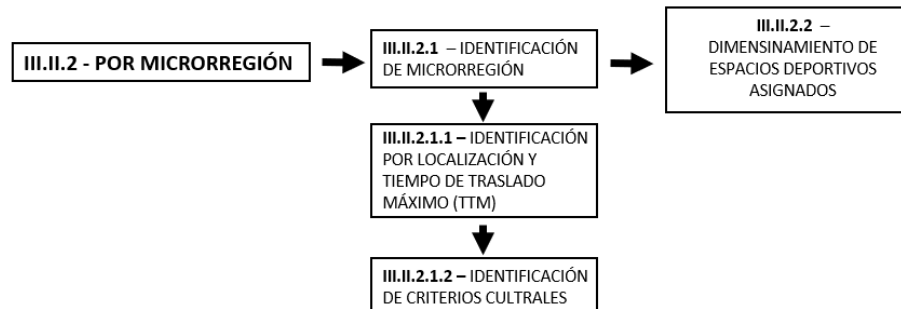 III.II.2 - POR MICRORREGIÓN
III.II.2.1 – IDENTIFICACIÓN
DE MICRORREGIÓN
III.II.2.2 –
DIMENSINAMIENTO DE
ESPACIOS DEPORTIVOS
ASIGNADOS
III.II.2.1.1 – IDENTIFICACIÓN
POR LOCALIZACIÓN Y
TIEMPO DE TRASLADO
MÁXIMO (TTM)
III.II.2.1.2 – IDENTIFICACIÓN
DE CRITERIOS CULTRALES